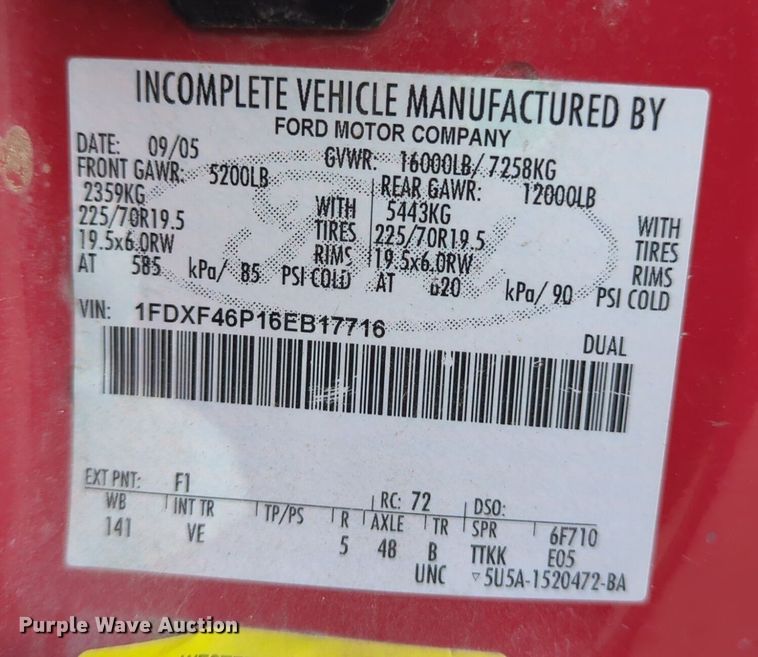 INCOMPLETE VEHICLE MANUFACTURED BY
FORD MOTOR COMPANY
DATE: 09/05 GVWR: 16000LB/ 7258KG
FRONT GAWR: 5200LB REAR GAWR: 12000LB
2359KG WITH 5443KG WITH
225/70R19.5 TIRES 225/70R19.5 TIRES
19.5x6.0RW RIMS 19.5x6.0RW RIMS
AT 585 kPa/ 85 PSI COLD AT 620 kPa/ 90 PSI COLD
VIN: 1FDXF46P16EB17716
DUAL
EXT PNT: F1 RC: 72 DSO:
WB INT TR TP/PS R AXLE TR SPR 6F710
141 VE 5 48 B TTKK E05
UNC 5U5A-1520472-BA
Purple Wave Auction